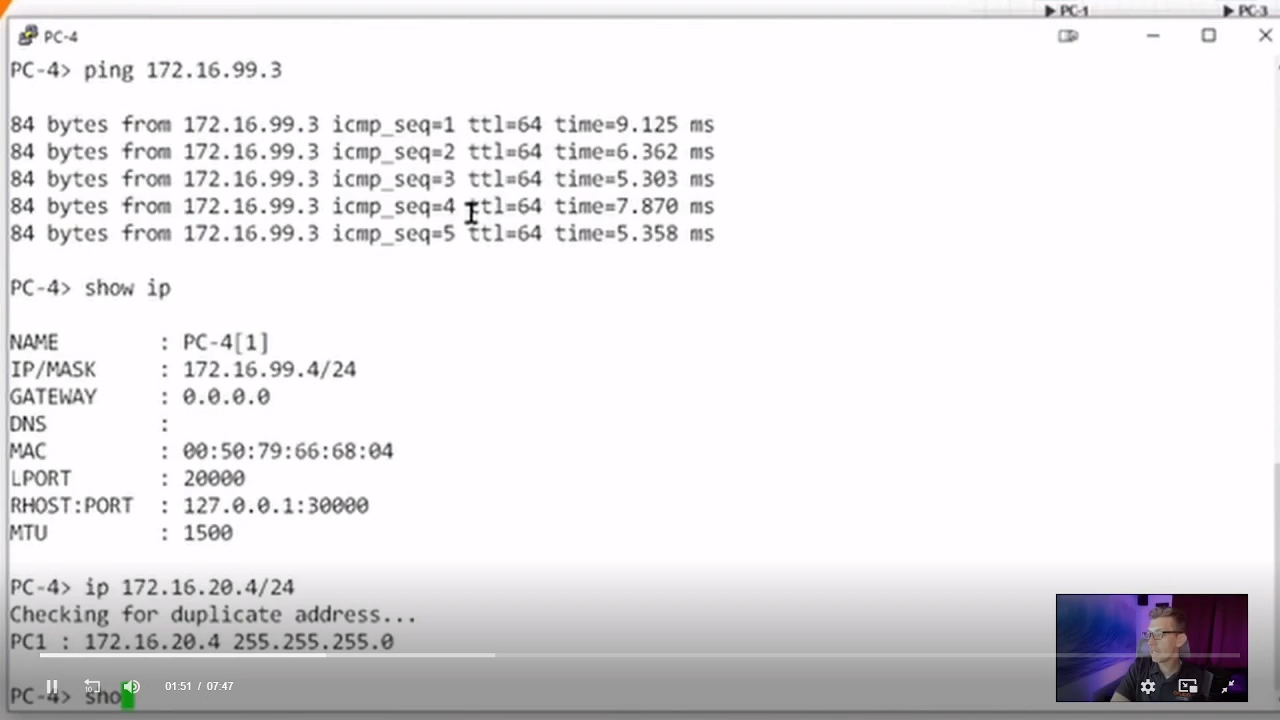 PC-1 PC-3
PC-4
PC-4> ping 172.16.99.3
84 bytes from 172.16.99.3 icmp_seq=1 ttl=64 time=9.125 ms
84 bytes from 172.16.99.3 icmp_seq=2 ttl=64 time=6.362 ms
84 bytes from 172.16.99.3 icmp_seq=3 ttl=64 time=5.303 ms
84 bytes from 172.16.99.3 icmp_seq=4 ttl=64 time=7.870 ms
84 bytes from 172.16.99.3 icmp_seq=5 ttl=64 time=5.358 ms
PC-4> show ip
NAME : PC-4[1]
IP/MASK : 172.16.99.4/24
GATEWAY : 0.0.0.0
DNS :
MAC : 00:50:79:66:68:04
LPORT : 20000
RHOST:PORT : 127.0.0.1:30000
MTU : 1500
PC-4> ip 172.16.20.4/24
Checking for duplicate address...
PC1 : 172.16.20.4 255.255.255.0
10 01:51 / 07:47
PC-4> sho